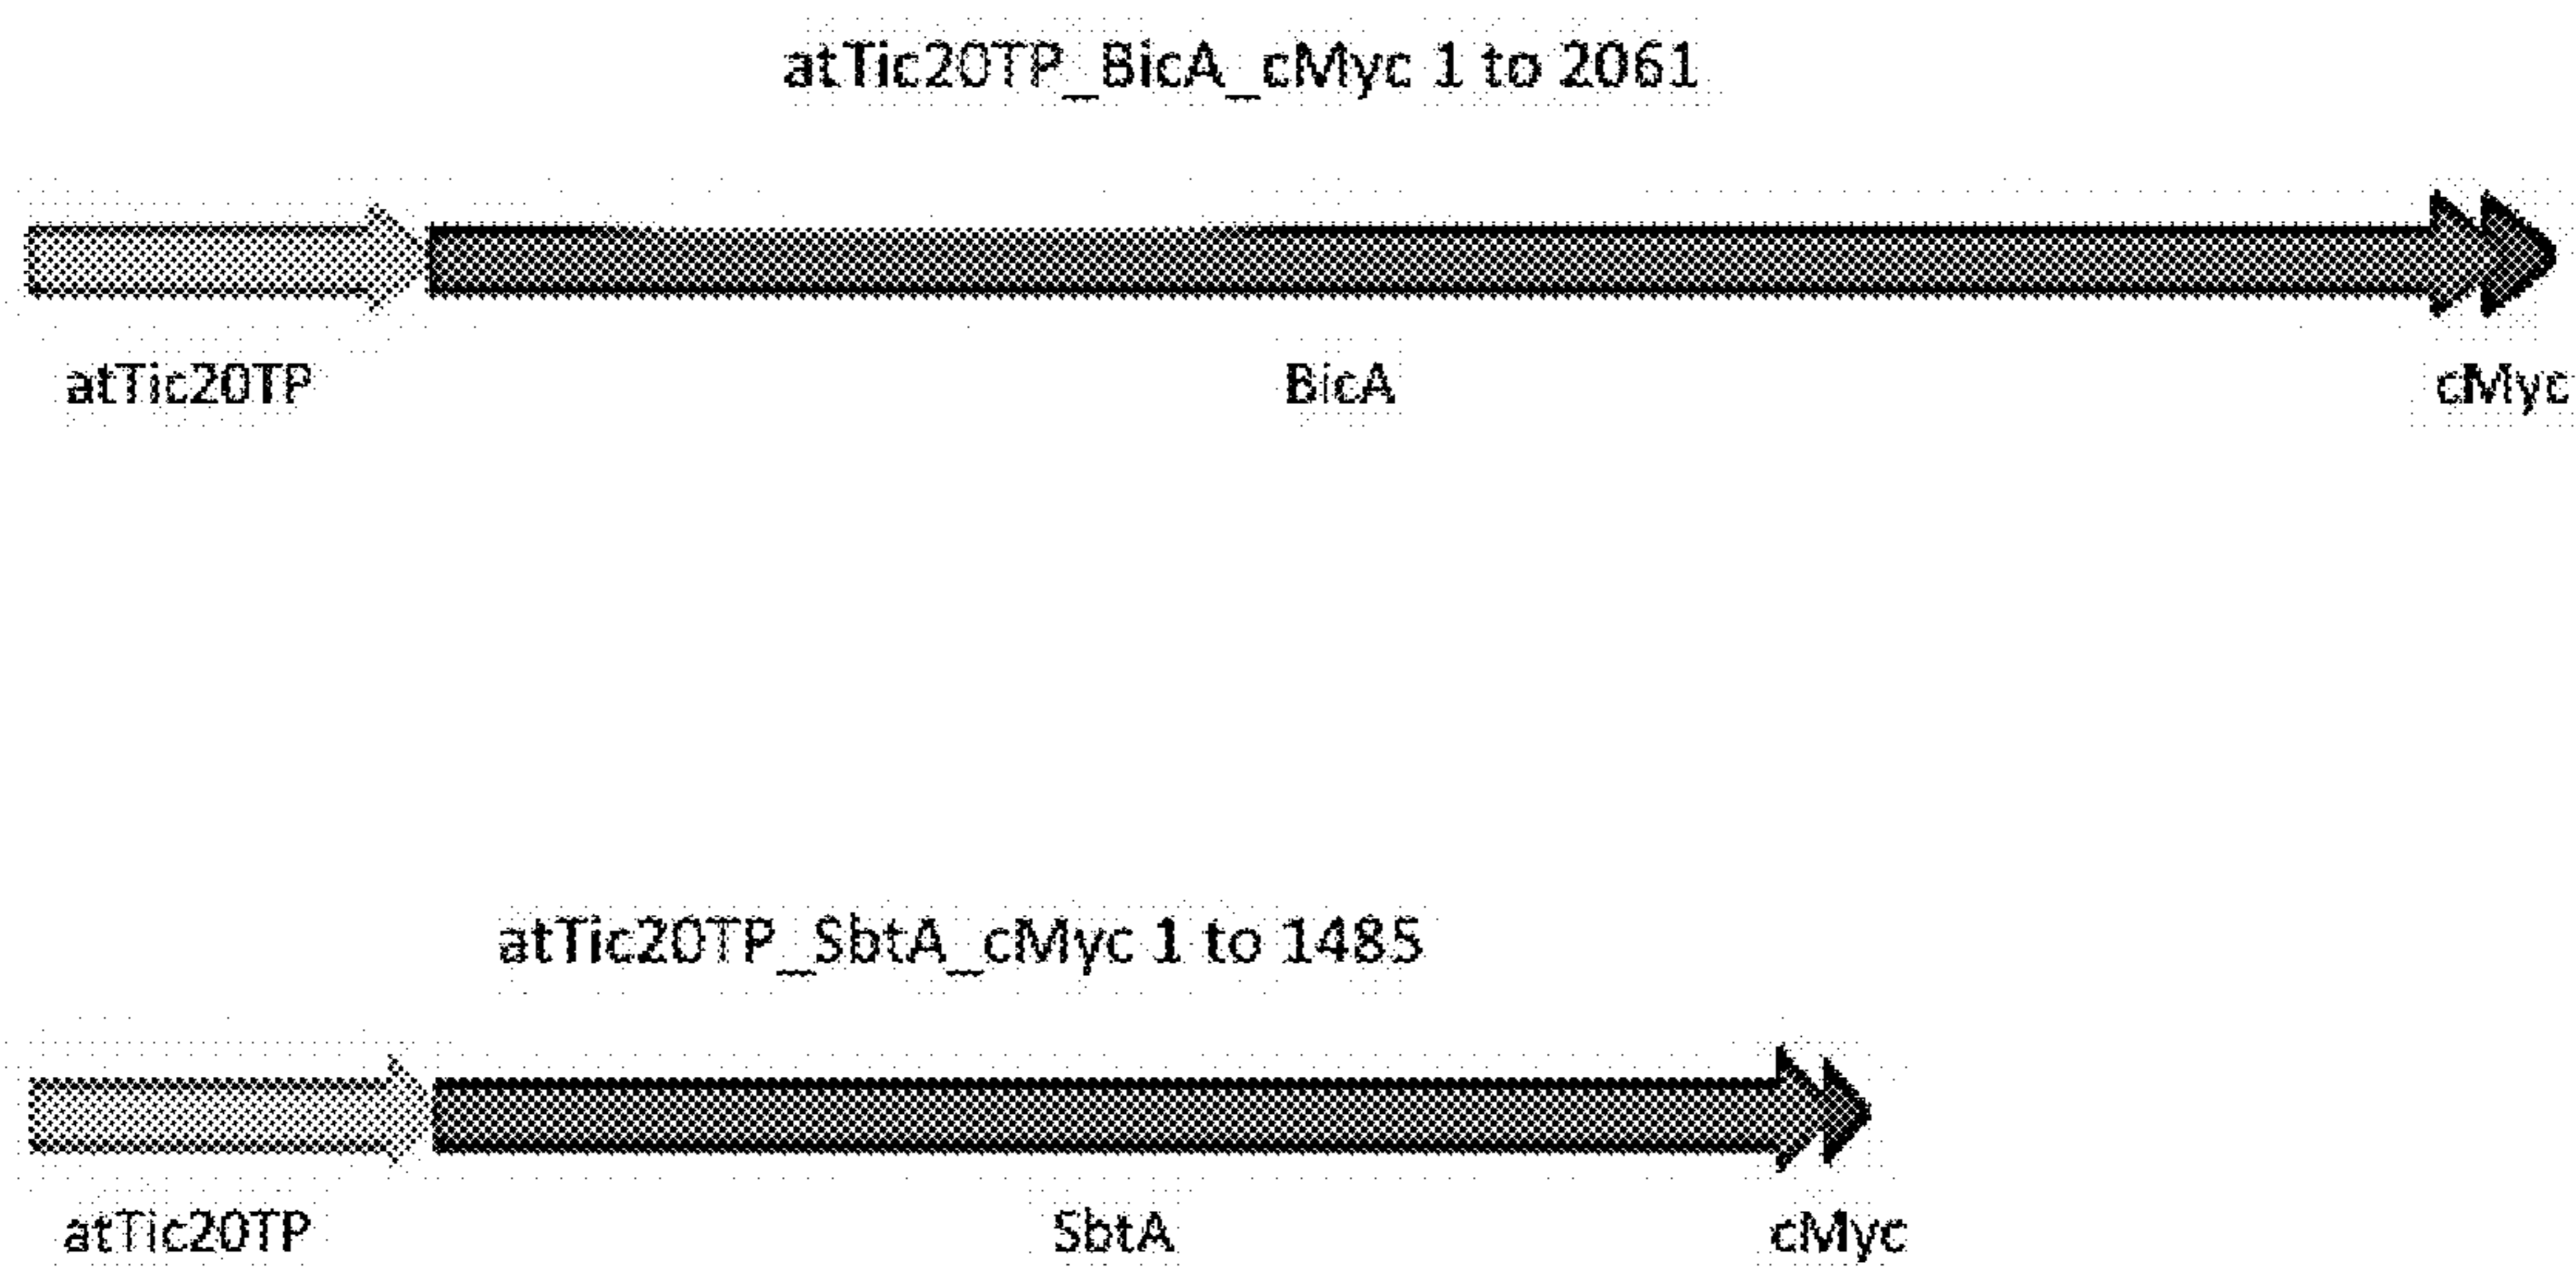 atTic20TP_BicA_cMyc 1 to 2061
atTic20TP BicA cMyc
atTic20TP_SbtA_cMyc 1 to 1485
atTic20TP SbtA cMyc